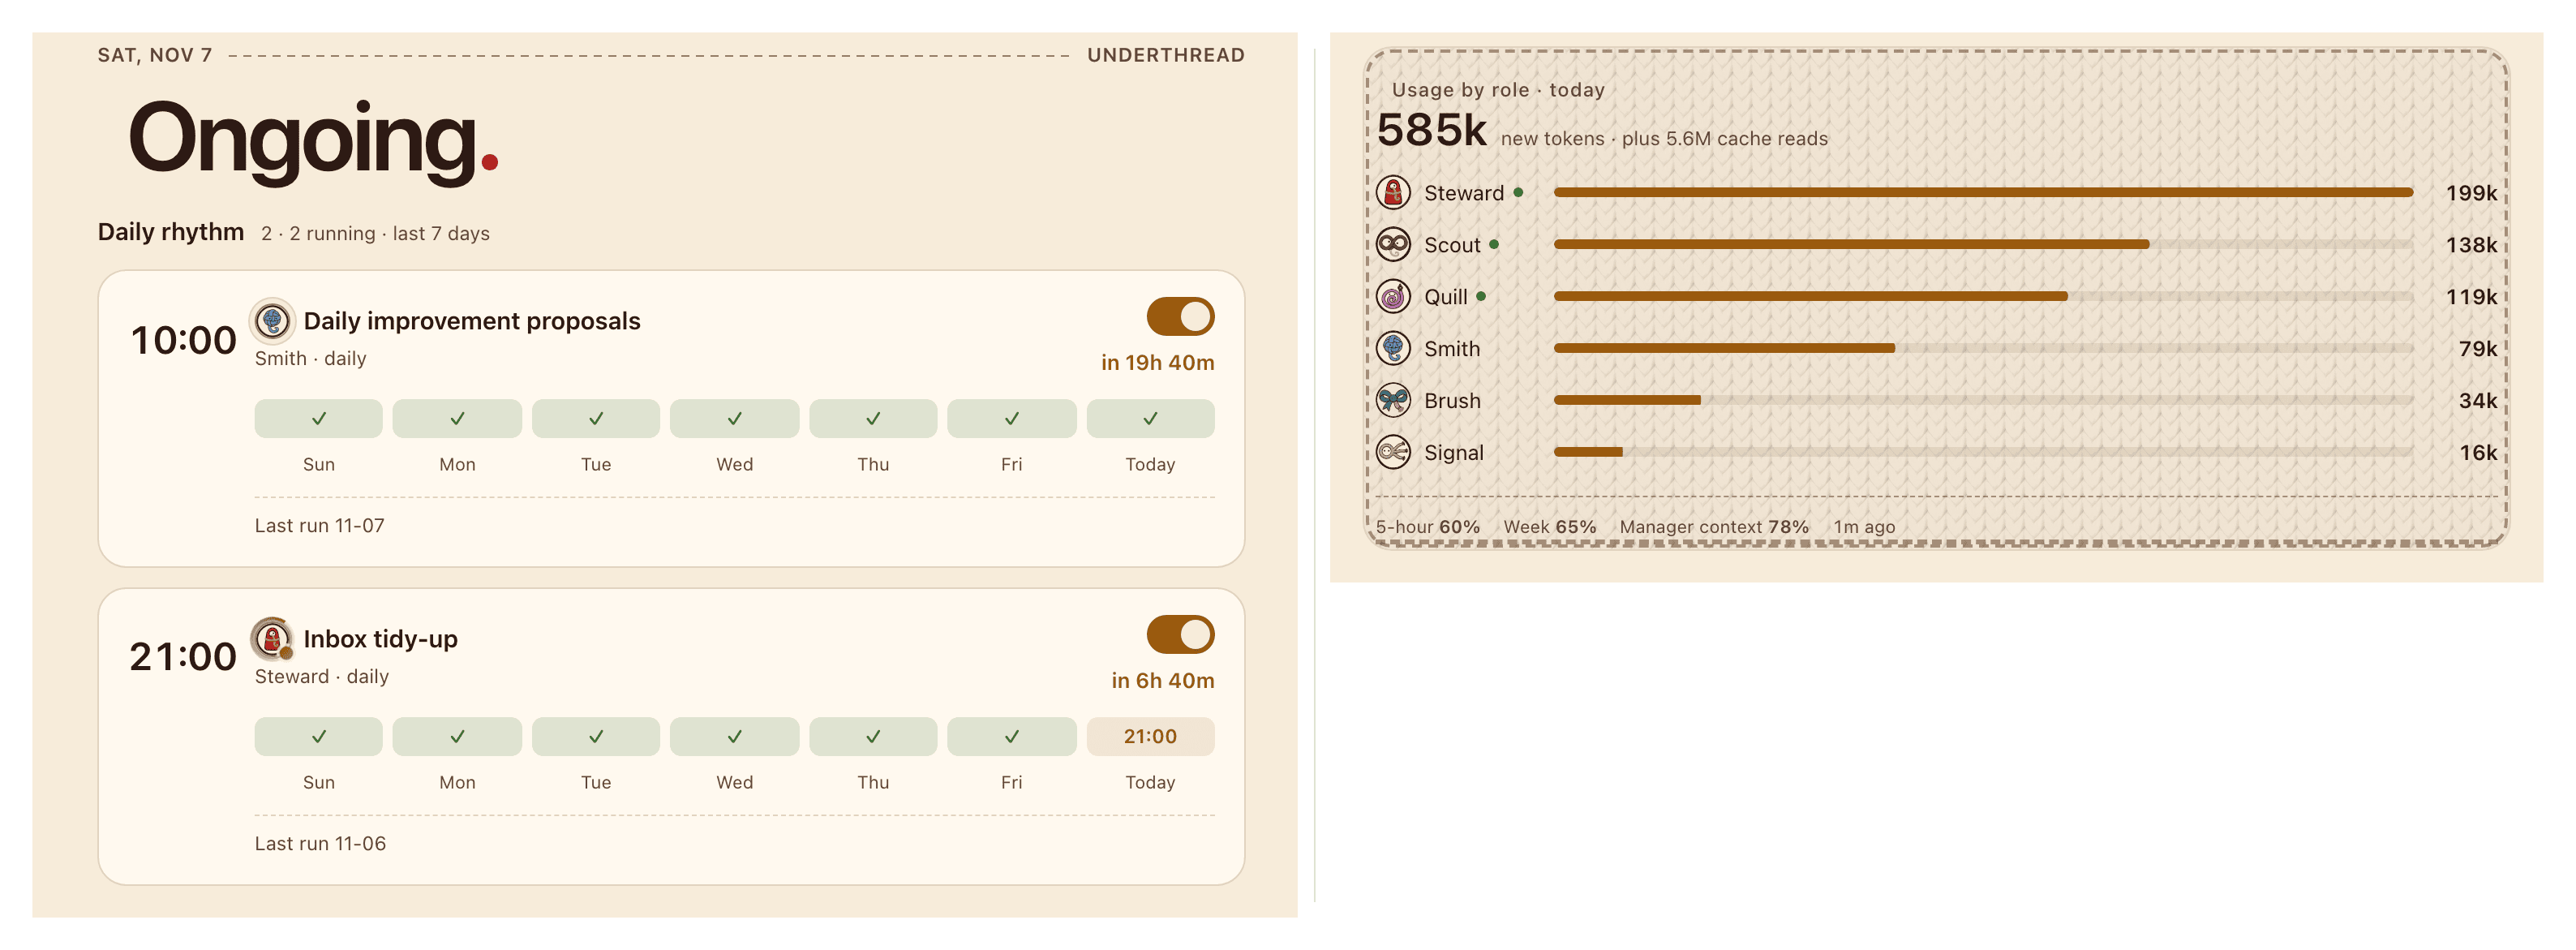 SAT, NOV 7 UNDERTHREAD
Ongoing.
Daily rhythm 2 · 2 running · last 7 days
10:00 Daily improvement proposals
Smith · daily
in 19h 40m
Sun Mon Tue Wed Thu Fri Today
Last run 11-07
21:00 Inbox tidy-up
Steward · daily
in 6h 40m
21:00
Sun Mon Tue Wed Thu Fri Today
Last run 11-06
Usage by role · today
585k new tokens · plus 5.6M cache reads
Steward 199k
Scout 138k
Quill 119k
Smith 79k
Brush 34k
Signal 16k
5-hour 60% Week 65% Manager context 78% 1m ago